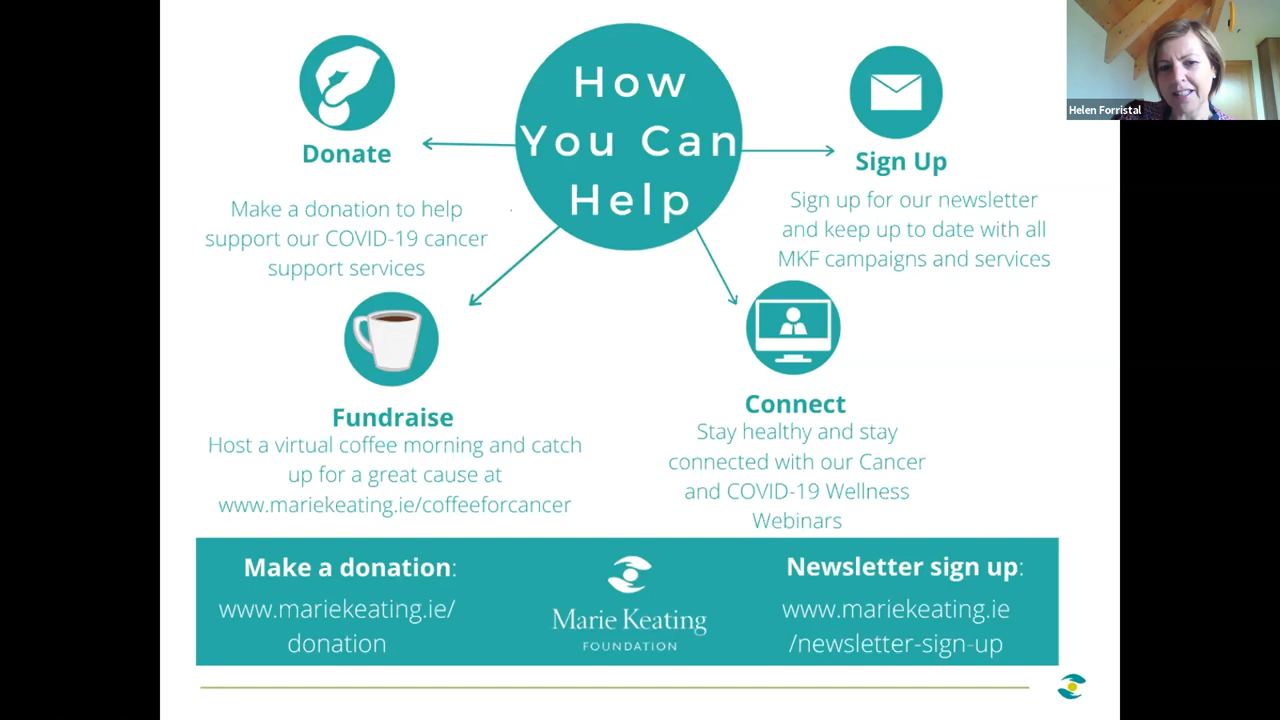 How
You Can
Help
Donate
Make a donation to help
support our COVID-19 cancer
support services
Sign Up
Sign up for our newsletter
and keep up to date with all
MKF campaigns and services
Fundraise
Host a virtual coffee morning and catch
up for a great cause at
www.mariekeating.ie/coffeeforcancer
Connect
Stay healthy and stay
connected with our Cancer
and COVID-19 Wellness
Webinars
Make a donation:
www.mariekeating.ie/
donation
Marie Keating
FOUNDATION
Newsletter sign up:
www.mariekeating.ie
/newsletter-sign-up
Helen Forristal